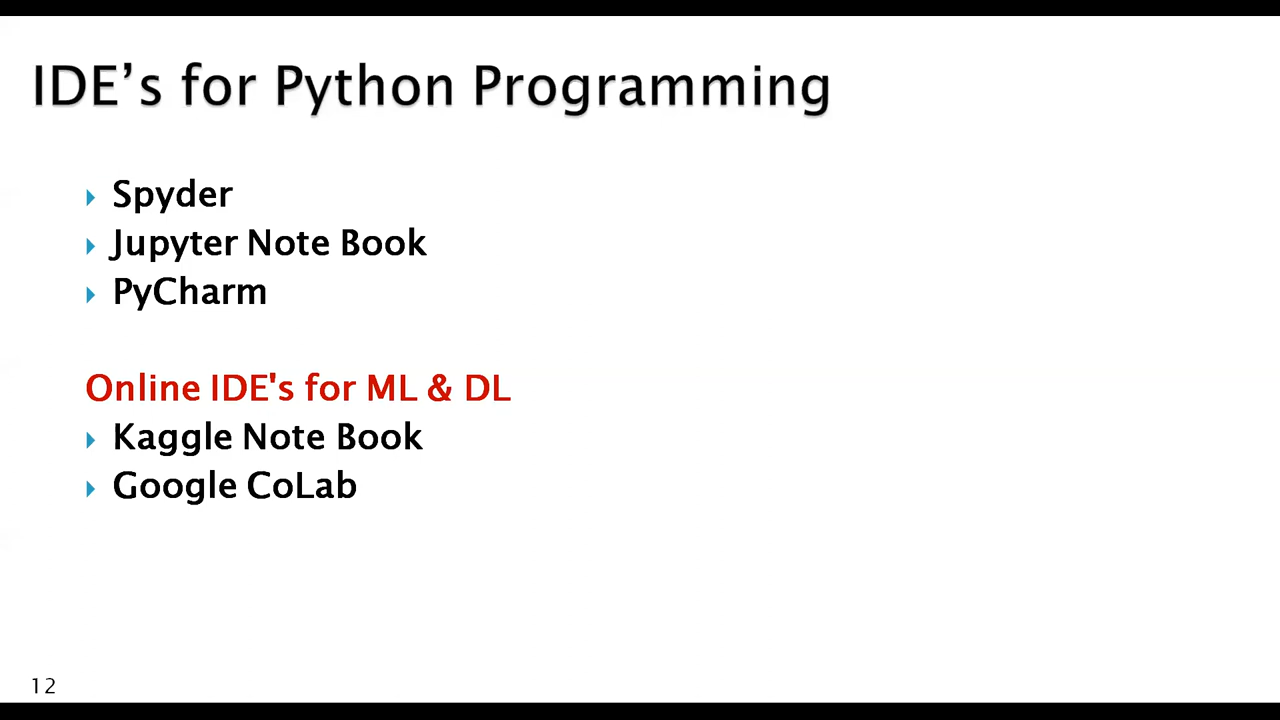 IDE’s for Python Programming
Spyder
Jupyter Note Book
PyCharm
Online IDE's for ML & DL
Kaggle Note Book
Google CoLab
12